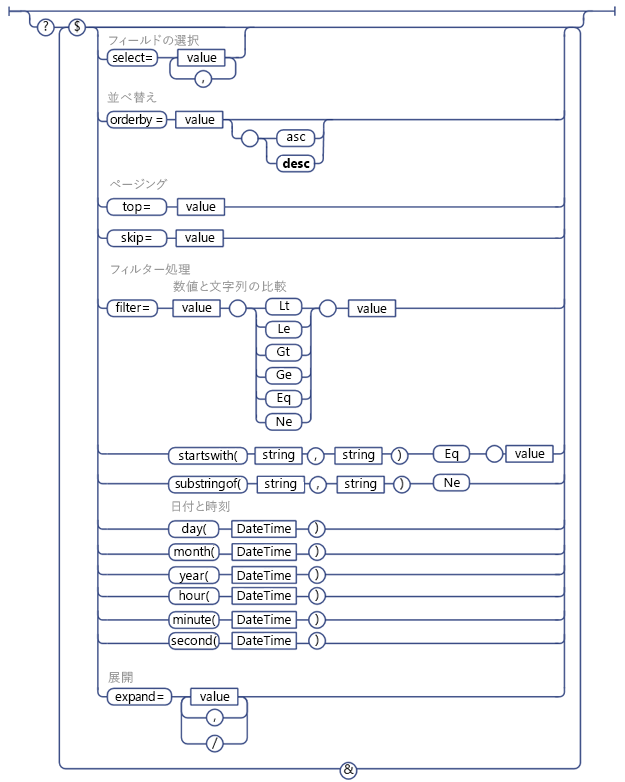 ? $
フィールドの選択
select= value
,
並べ替え
orderby = value
asc
desc
ページング
top= value
skip= value
フィルター処理
数値と文字列の比較
filter= value Lt value
Le
Gt
Ge
Eq
Ne
startswith( string , string ) Eq value
substringof( string , string ) Ne
日付と時刻
day( DateTime )
month( DateTime )
year( DateTime )
hour( DateTime )
minute( DateTime )
second( DateTime )
展開
expand= value
,
/
&